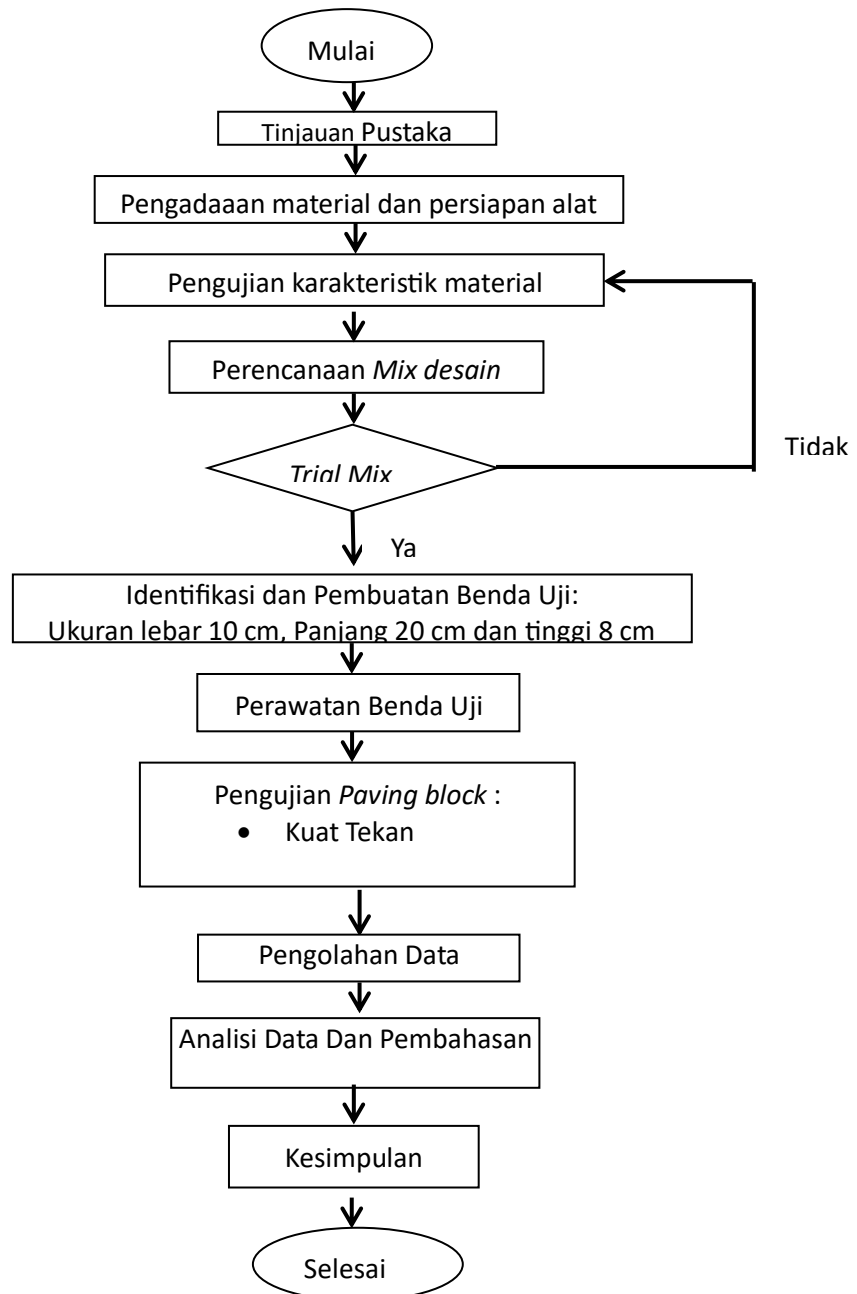 Mulai
Tinjauan Pustaka
Pengadaaan material dan persiapan alat
Pengujian karakteristik material
Perencanaan Mix desain
Tidak
Trial Mix
Ya
Identifikasi dan Pembuatan Benda Uji:
Ukuran lebar 10 cm, Panjang 20 cm dan tinggi 8 cm
Perawatan Benda Uji
Pengujian Paving block :
• Kuat Tekan
Pengolahan Data
Analisi Data Dan Pembahasan
Kesimpulan
Selesai